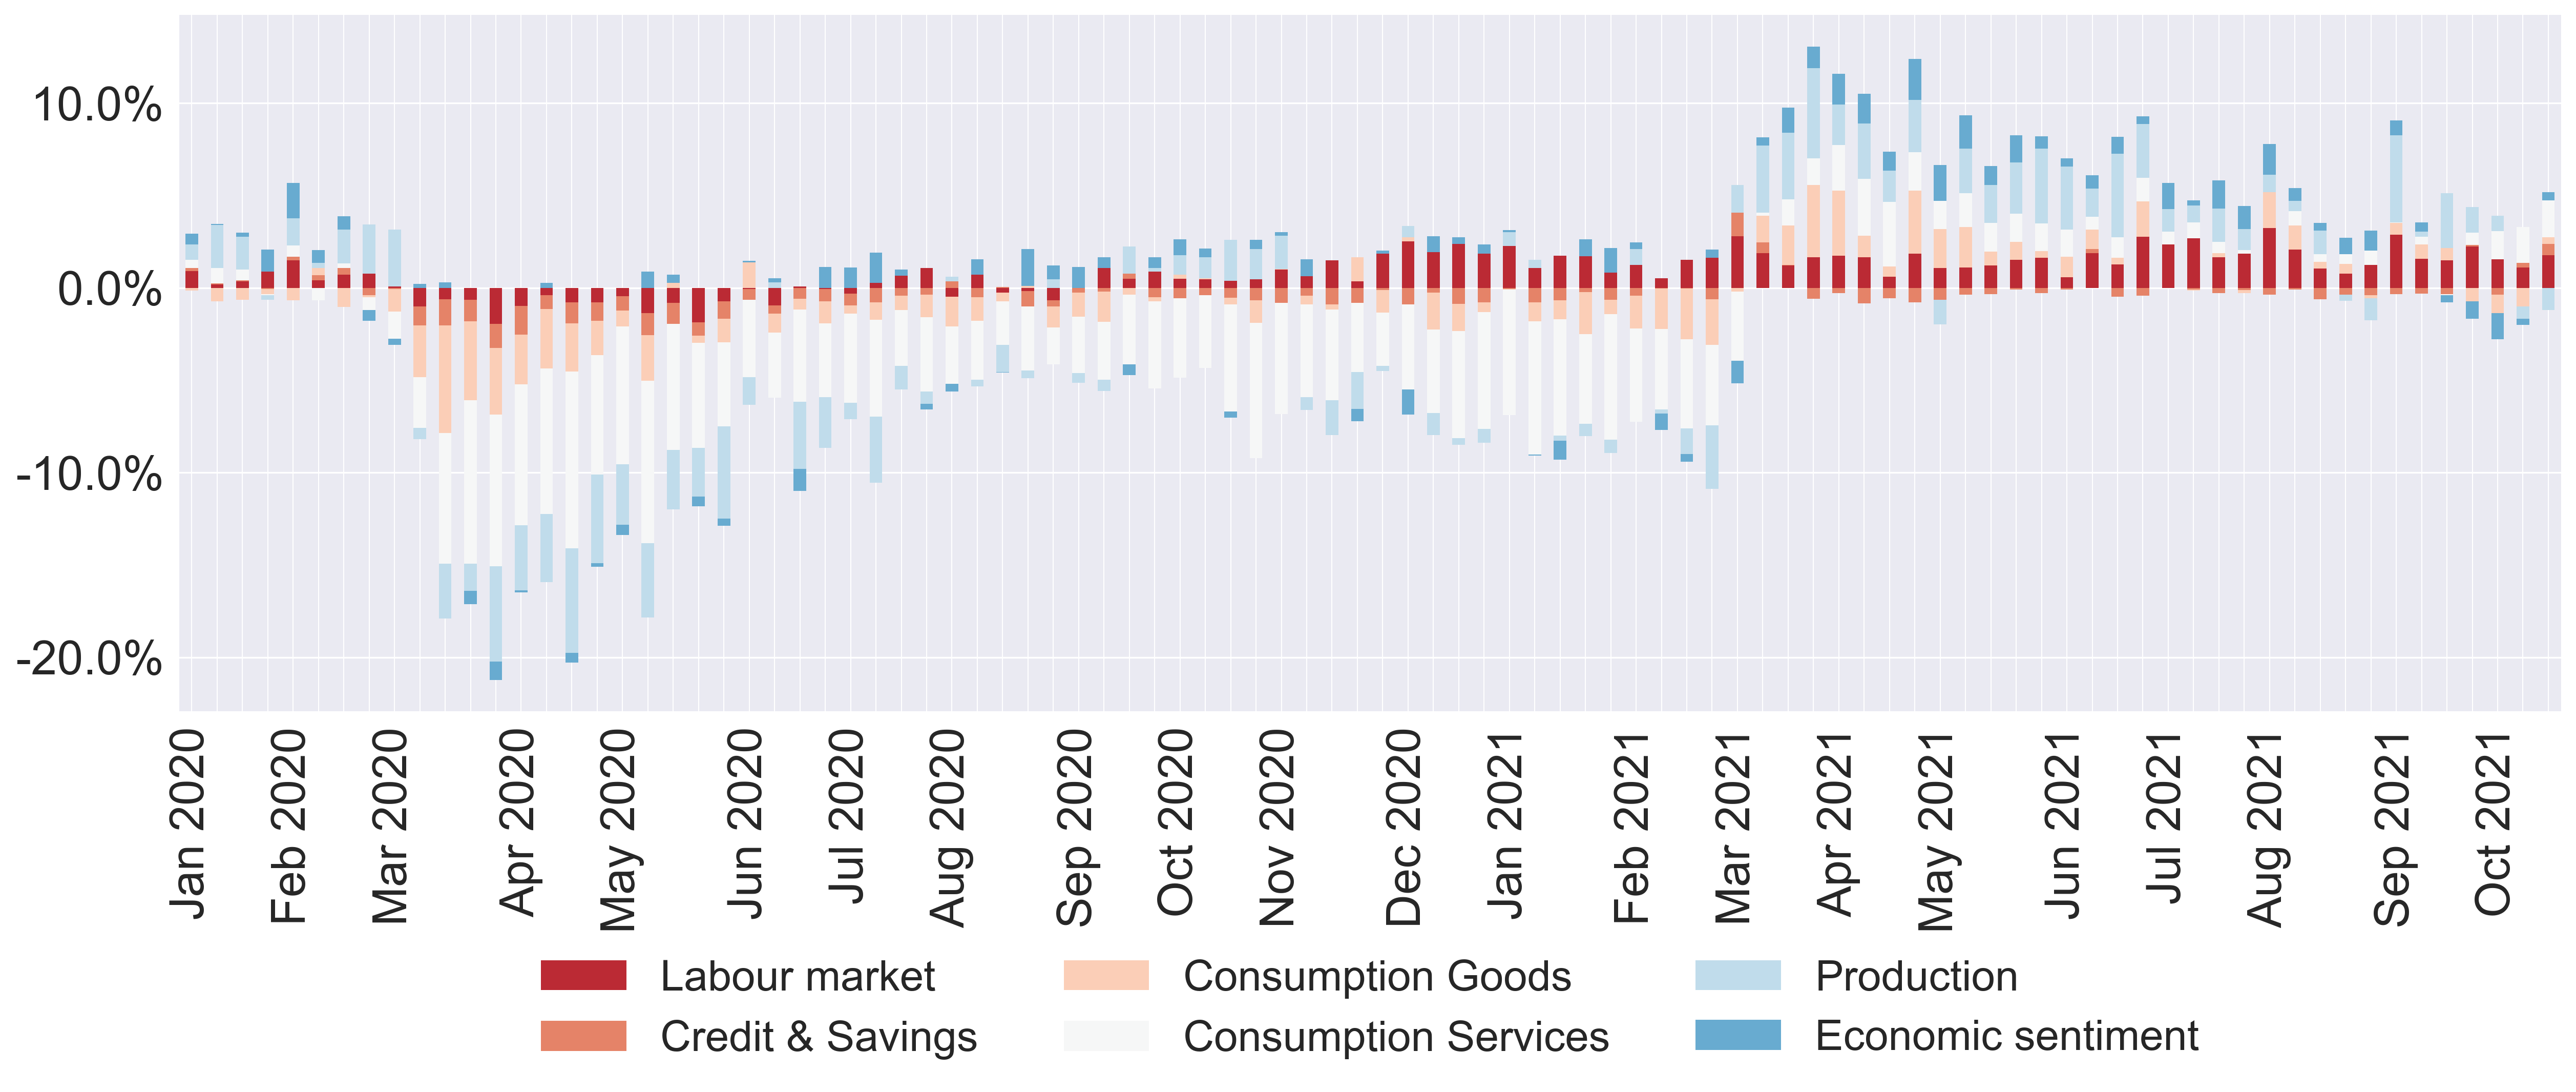 10.0%
0.0%
-10.0%
-20.0%
Jan 2020
Feb 2020
Mar 2020
Apr 2020
May 2020
Jun 2020
Jul 2020
Aug 2020
Sep 2020
Oct 2020
Nov 2020
Dec 2020
Jan 2021
Feb 2021
Mar 2021
Apr 2021
May 2021
Jun 2021
Jul 2021
Aug 2021
Sep 2021
Oct 2021
Labour market
Consumption Goods
Production
Credit & Savings
Consumption Services
Economic sentiment